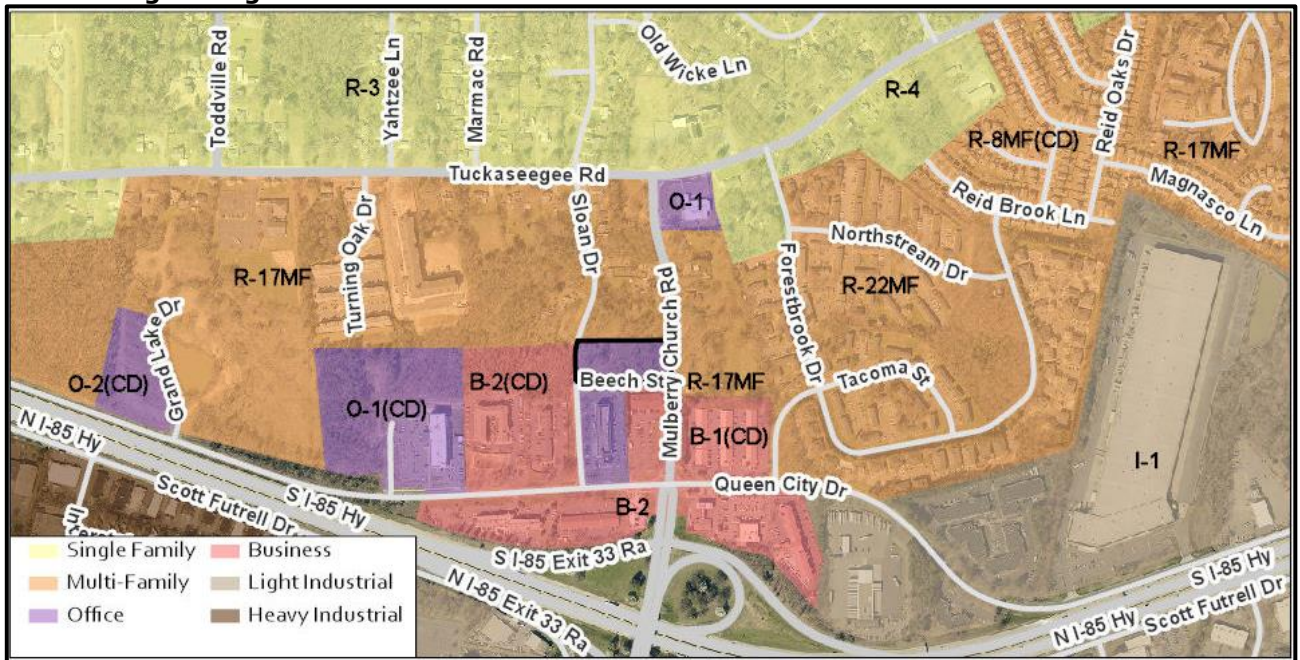 Toddville Rd
R-3
Yahtzee Ln
Marmac Rd
Old Wicke Ln
R-4
Reid Oaks Dr
R-8MF(CD)
R-17MF
Tuckaseegee Rd
O-1
Magnasco Ln
Reid Brook Ln
Sloan Dr
Turning Oak Dr
R-17MF
Mulberry Church Rd
Forestbrook Dr
Northstream Dr
R-22MF
Grand Lake Dr
O-2(CD)
O-1(CD)
B-2(CD)
Beech St
R-17MF
Tacoma St
B-1(CD)
I-1
N I-85 Hy
S I-85 Hy
Scott Futrell Dr
Queen City Dr
B-2
S I-85 Exit 33 Ra
N I-85 Exit 33 Ra
S I-85 Hy
N I-85 Hy
Scott Futrell Dr
Single Family
Business
Multi-Family
Light Industrial
Office
Heavy Industrial